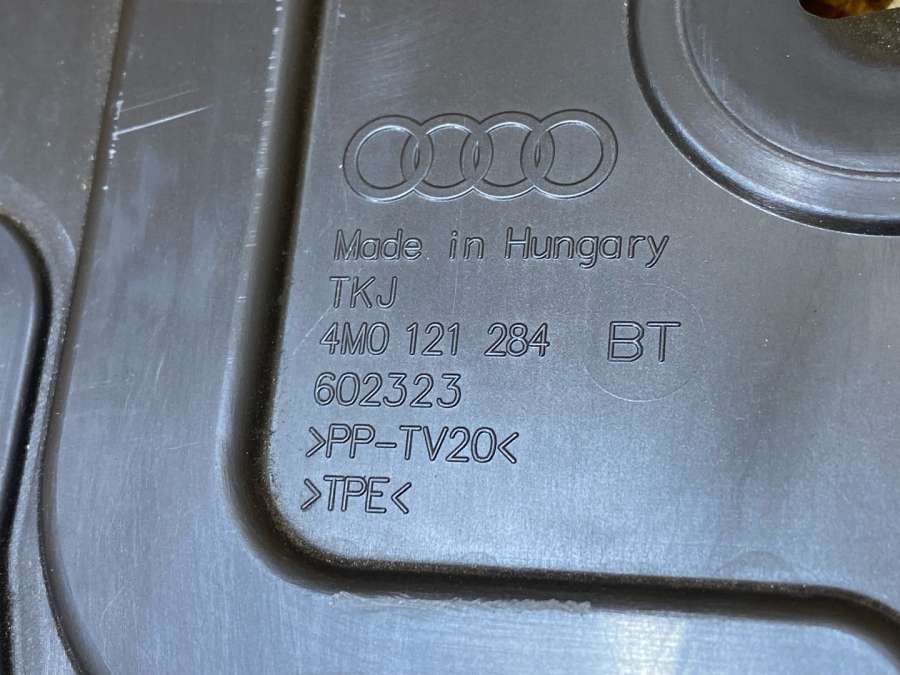 Made in Hungary
TKJ
4M0 121 284 BT
602323
>PP-TV20<
>TPE<